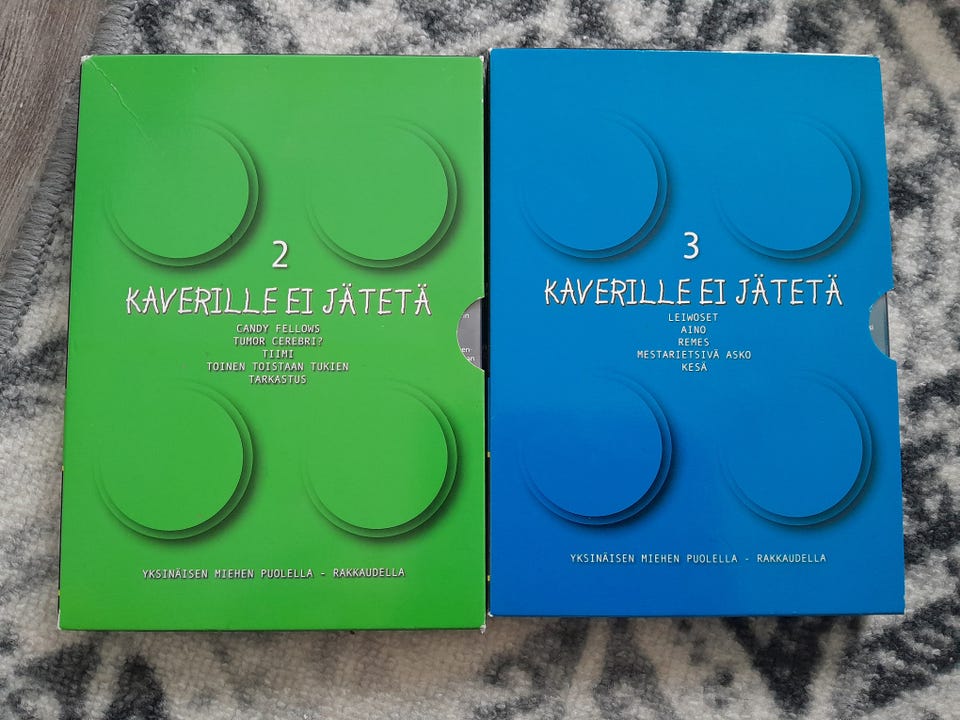 2
KAVERILLE EI JÄTETÄ
CANDY FELLOWS
TUMOR CEREBRI?
TIIMI
TOINEN TOISTAAN TUKIEN
TARKASTUS
YKSINÄISEN MIEHEN PUOLELLA - RAKKAUDELLA
3
KAVERILLE EI JÄTETÄ
LEIWOSET
AINO
REMES
MESTARIETSIVÄ ASKO
KESÄ
YKSINÄISEN MIEHEN PUOLELLA - RAKKAUDELLA